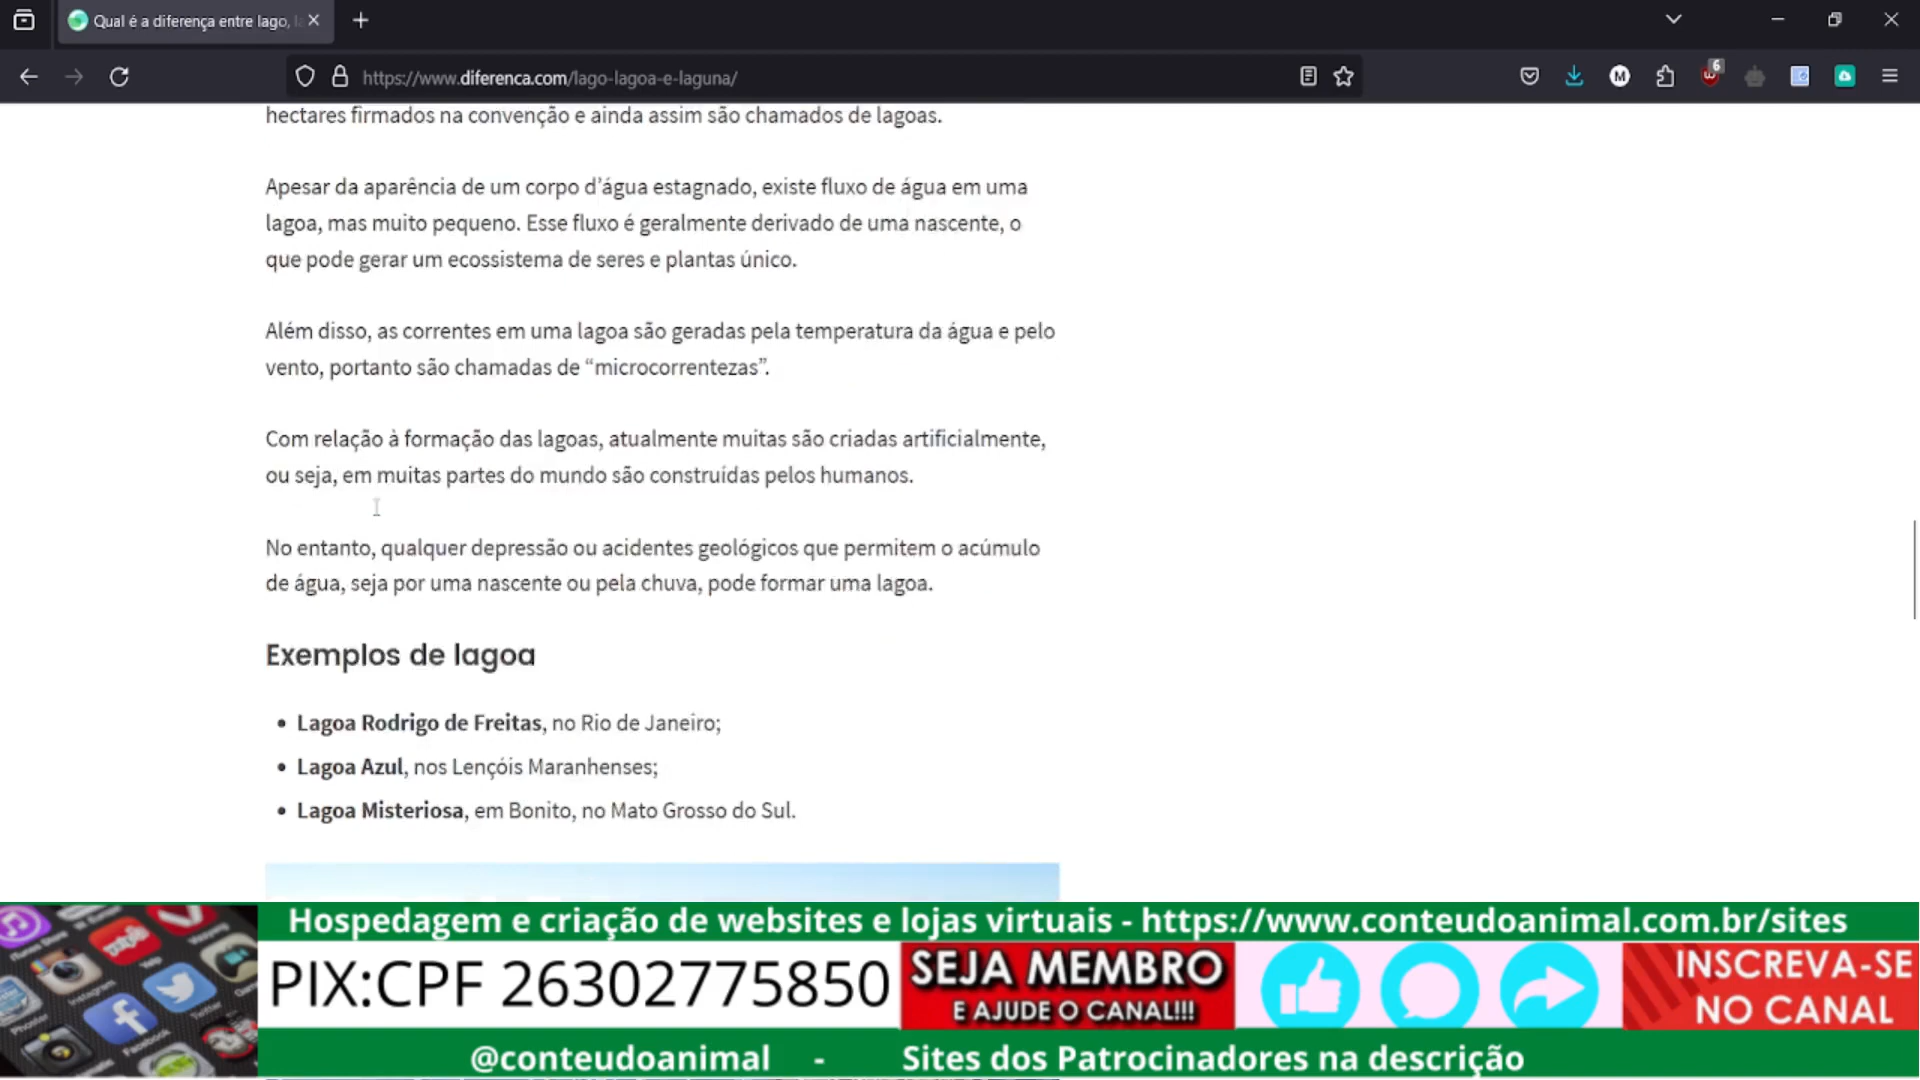 Qual é a diferença entre lago, l
https://www.diferenca.com/lago-lagoa-e-laguna/
M
6
hectares firmados na convenção e ainda assim são chamados de lagoas.
Apesar da aparência de um corpo d’água estagnado, existe fluxo de água em uma
lagoa, mas muito pequeno. Esse fluxo é geralmente derivado de uma nascente, o
que pode gerar um ecossistema de seres e plantas único.
Além disso, as correntes em uma lagoa são geradas pela temperatura da água e pelo
vento, portanto são chamadas de “microcorrentezas”.
Com relação à formação das lagoas, atualmente muitas são criadas artificialmente,
ou seja, em muitas partes do mundo são construídas pelos humanos.
No entanto, qualquer depressão ou acidentes geológicos que permitem o acúmulo
de água, seja por uma nascente ou pela chuva, pode formar uma lagoa.
Exemplos de lagoa
• Lagoa Rodrigo de Freitas, no Rio de Janeiro;
• Lagoa Azul, nos Lençóis Maranhenses;
• Lagoa Misteriosa, em Bonito, no Mato Grosso do Sul.
Hospedagem e criação de websites e lojas virtuais - https://www.conteudoanimal.com.br/sites
PIX:CPF 26302775850
SEJA MEMBRO
E AJUDE O CANAL!!!
INSCREVA-SE
NO CANAL
@conteudoanimal - Sites dos Patrocinadores na descrição